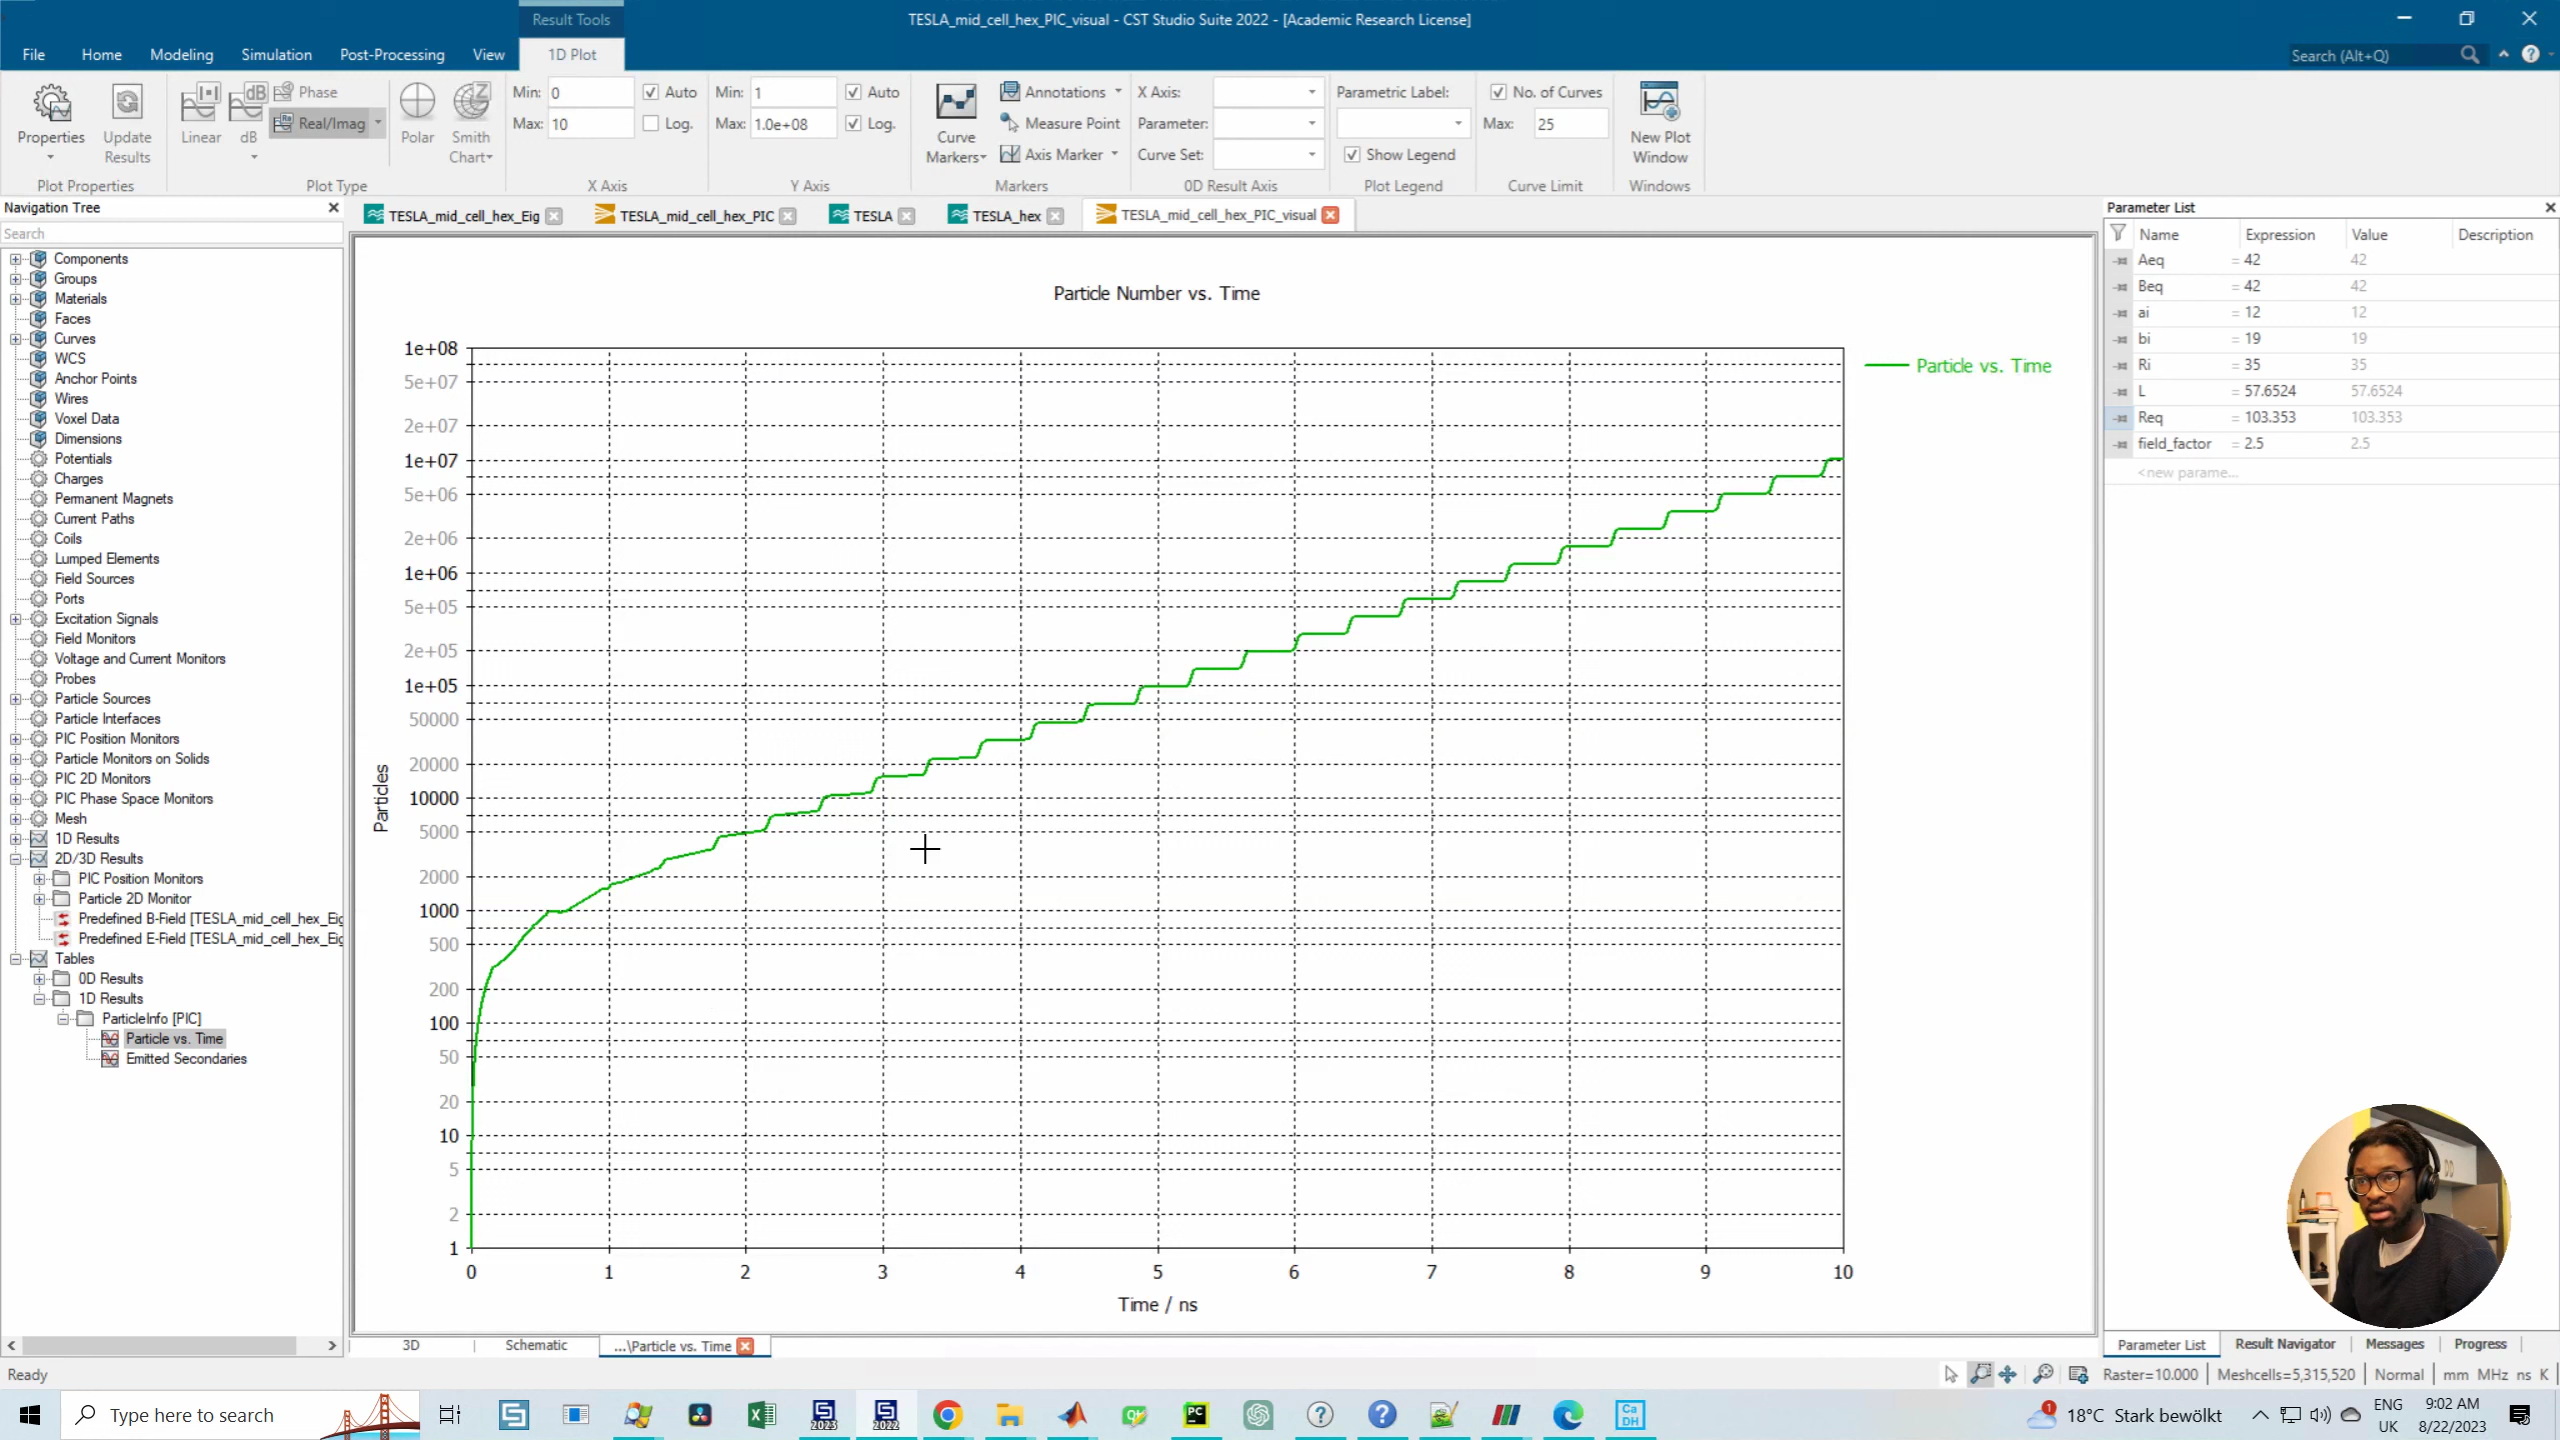 Result Tools
TESLA_mid_cell_hex_PIC_visual - CST Studio Suite 2022 - [Academic Research License]
File Home Modeling Simulation Post-Processing View 1D Plot
Search (Alt+Q)
Properties
Update Results
Plot Properties
Linear
dB
Phase
Real/Imag
Polar
Smith Chart
Plot Type
Min: 0 Auto
Max: 10 Log.
X Axis
Min: 1 Auto
Max: 1.0e+08 Log.
Y Axis
Curve Markers
Annotations
Measure Point
Axis Marker
Markers
X Axis:
Parameter:
Curve Set:
0D Result Axis
Parametric Label:
Show Legend
Plot Legend
No. of Curves
Max: 25
Curve Limit
New Plot Window
Windows
Navigation Tree
Search
Components
Groups
Materials
Faces
Curves
WCS
Anchor Points
Wires
Voxel Data
Dimensions
Potentials
Charges
Permanent Magnets
Current Paths
Coils
Lumped Elements
Field Sources
Ports
Excitation Signals
Field Monitors
Voltage and Current Monitors
Probes
Particle Sources
Particle Interfaces
PIC Position Monitors
Particle Monitors on Solids
PIC 2D Monitors
PIC Phase Space Monitors
Mesh
1D Results
2D/3D Results
PIC Position Monitors
Particle 2D Monitor
Predefined B-Field [TESLA_mid_cell_hex_Eig
Predefined E-Field [TESLA_mid_cell_hex_Eig
Tables
0D Results
1D Results
ParticleInfo [PIC]
Particle vs. Time
Emitted Secondaries
TESLA_mid_cell_hex_Eig TESLA_mid_cell_hex_PIC TESLA TESLA_hex TESLA_mid_cell_hex_PIC_visual
Particle Number vs. Time
Particle vs. Time
1e+08
5e+07
2e+07
1e+07
5e+06
2e+06
1e+06
5e+05
2e+05
1e+05
50000
20000
10000
5000
2000
1000
500
200
100
50
20
10
5
2
1
Particles
0 1 2 3 4 5 6 7 8 9 10
Time / ns
3D Schematic ...\Particle vs. Time
Parameter List
Name Expression Value Description
Aeq = 42 42
Beq = 42 42
ai = 12 12
bi = 19 19
Ri = 35 35
L = 57.6524 57.6524
Req = 103.353 103.353
field_factor = 2.5 2.5
<new parame...
Parameter List Result Navigator Messages Progress
Ready
Raster=10.000 Meshcells=5,315,520 Normal mm MHz ns K
Type here to search
2023
2022
PC
Ca DH
1
18°C Stark bewölkt
ENG
UK
9:02 AM
8/22/2023